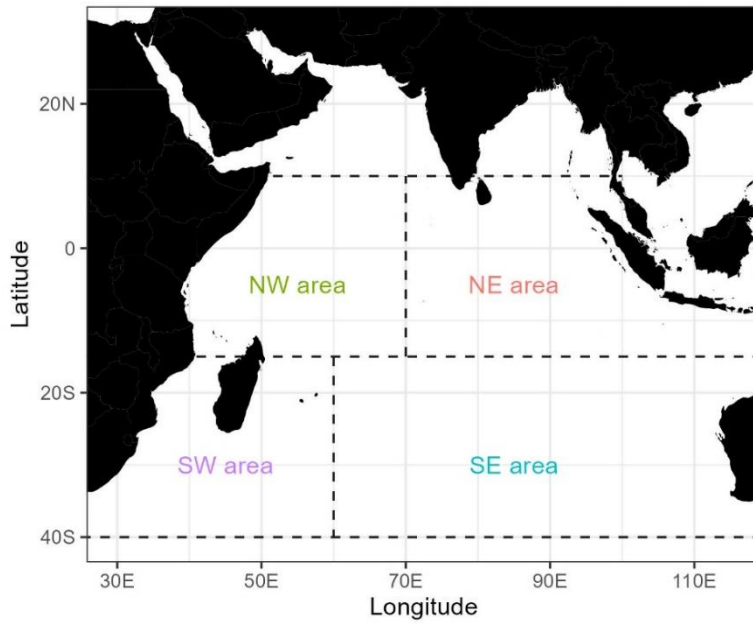 20N
0
20S
40S
Latitude
NW area
NE area
SW area
SE area
30E
50E
70E
90E
110E
Longitude